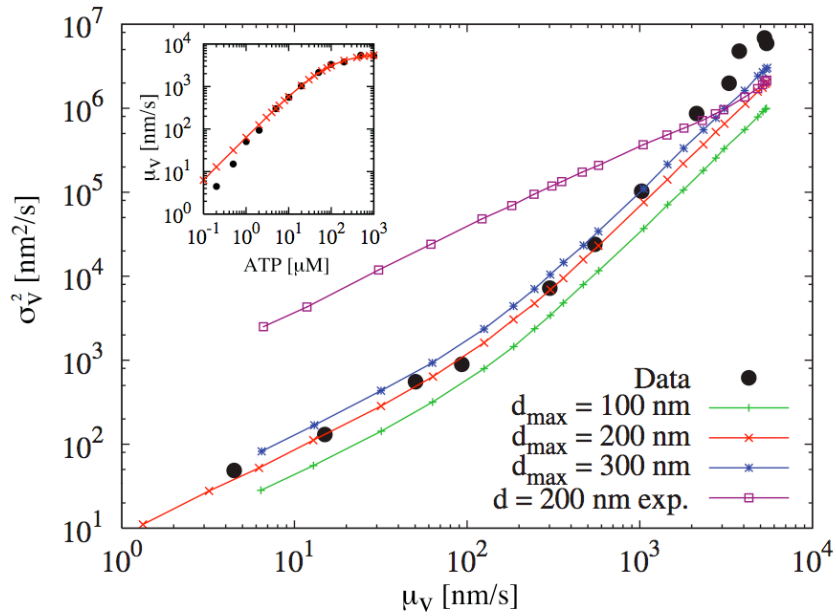 10^7
10^6
10^5
10^4
10^3
10^2
10^1
σ_V^2 [nm^2/s]
10^0 10^1 10^2 10^3 10^4
μ_V [nm/s]
10^4
10^3
10^2
10^1
10^0
μ_V [nm/s]
10^-1 10^0 10^1 10^2 10^3
ATP [μM]
Data
d_max = 100 nm
d_max = 200 nm
d_max = 300 nm
d = 200 nm exp.